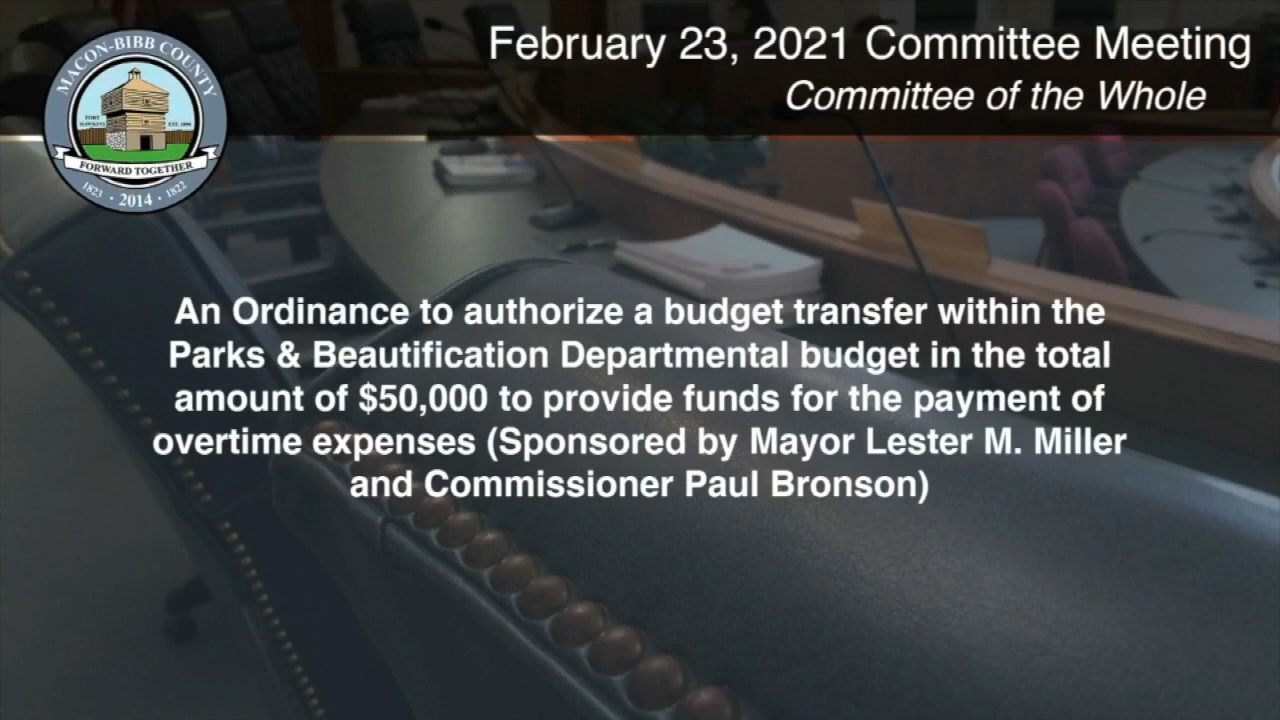 February 23, 2021 Committee Meeting
Committee of the Whole
MACON-BIBB COUNTY
FORT HAWKINS EST. 1806
FORWARD TOGETHER
1823 · 2014 · 1822
An Ordinance to authorize a budget transfer within the
Parks & Beautification Departmental budget in the total
amount of $50,000 to provide funds for the payment of
overtime expenses (Sponsored by Mayor Lester M. Miller
and Commissioner Paul Bronson)